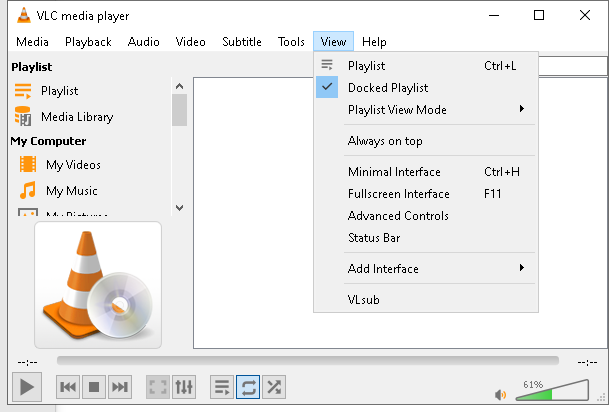 VLC media player
Media Playback Audio Video Subtitle Tools View Help
Playlist
Playlist
Media Library
My Computer
My Videos
My Music
My Pictures
Playlist Ctrl+L
Docked Playlist
Playlist View Mode
Always on top
Minimal Interface Ctrl+H
Fullscreen Interface F11
Advanced Controls
Status Bar
Add Interface
VLsub
--:-- --:--
61%